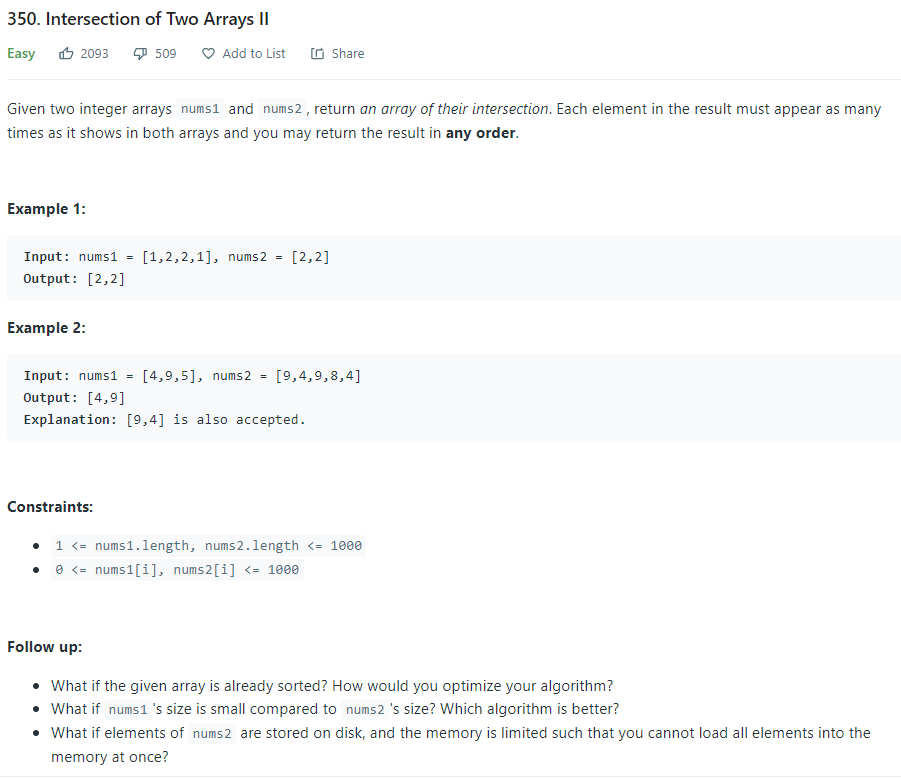 350. Intersection of Two Arrays II
Easy 2093 509 Add to List Share
Given two integer arrays nums1 and nums2, return an array of their intersection. Each element in the result must appear as many
times as it shows in both arrays and you may return the result in any order.
Example 1:
Input: nums1 = [1,2,2,1], nums2 = [2,2]
Output: [2,2]
Example 2:
Input: nums1 = [4,9,5], nums2 = [9,4,9,8,4]
Output: [4,9]
Explanation: [9,4] is also accepted.
Constraints:
• 1 <= nums1.length, nums2.length <= 1000
• 0 <= nums1[i], nums2[i] <= 1000
Follow up:
• What if the given array is already sorted? How would you optimize your algorithm?
• What if nums1's size is small compared to nums2's size? Which algorithm is better?
• What if elements of nums2 are stored on disk, and the memory is limited such that you cannot load all elements into the
memory at once?